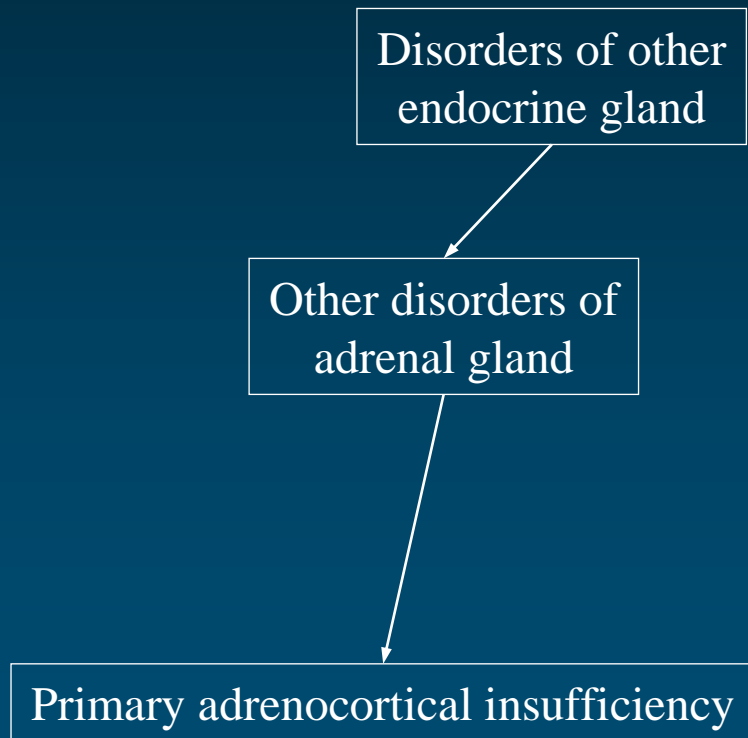 Disorders of other
endocrine gland
Other disorders of
adrenal gland
Primary adrenocortical insufficiency